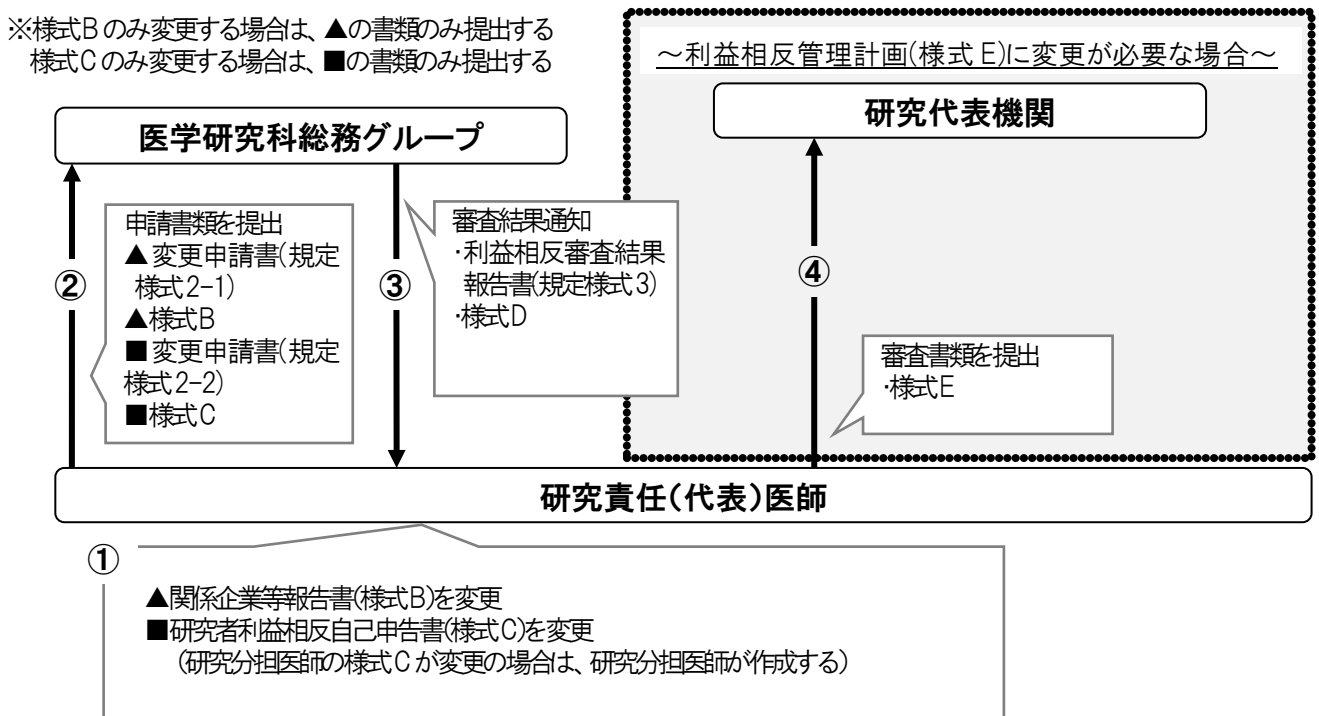 ※様式Bのみ変更する場合は、▲の書類のみ提出する
様式Cのみ変更する場合は、■の書類のみ提出する
～利益相反管理計画(様式E)に変更が必要な場合～
医学研究科総務グループ
研究代表機関
②
申請書類を提出
▲変更申請書(規定
様式2-1)
▲様式B
■変更申請書(規定
様式2-2)
■様式C
③
審査結果通知
・利益相反審査結果
報告書(規定様式3)
・様式D
④
審査書類を提出
・様式E
研究責任(代表)医師
①
▲関係企業等報告書(様式B)を変更
■研究者利益相反自己申告書(様式C)を変更
(研究分担医師の様式Cが変更の場合は、研究分担医師が作成する)